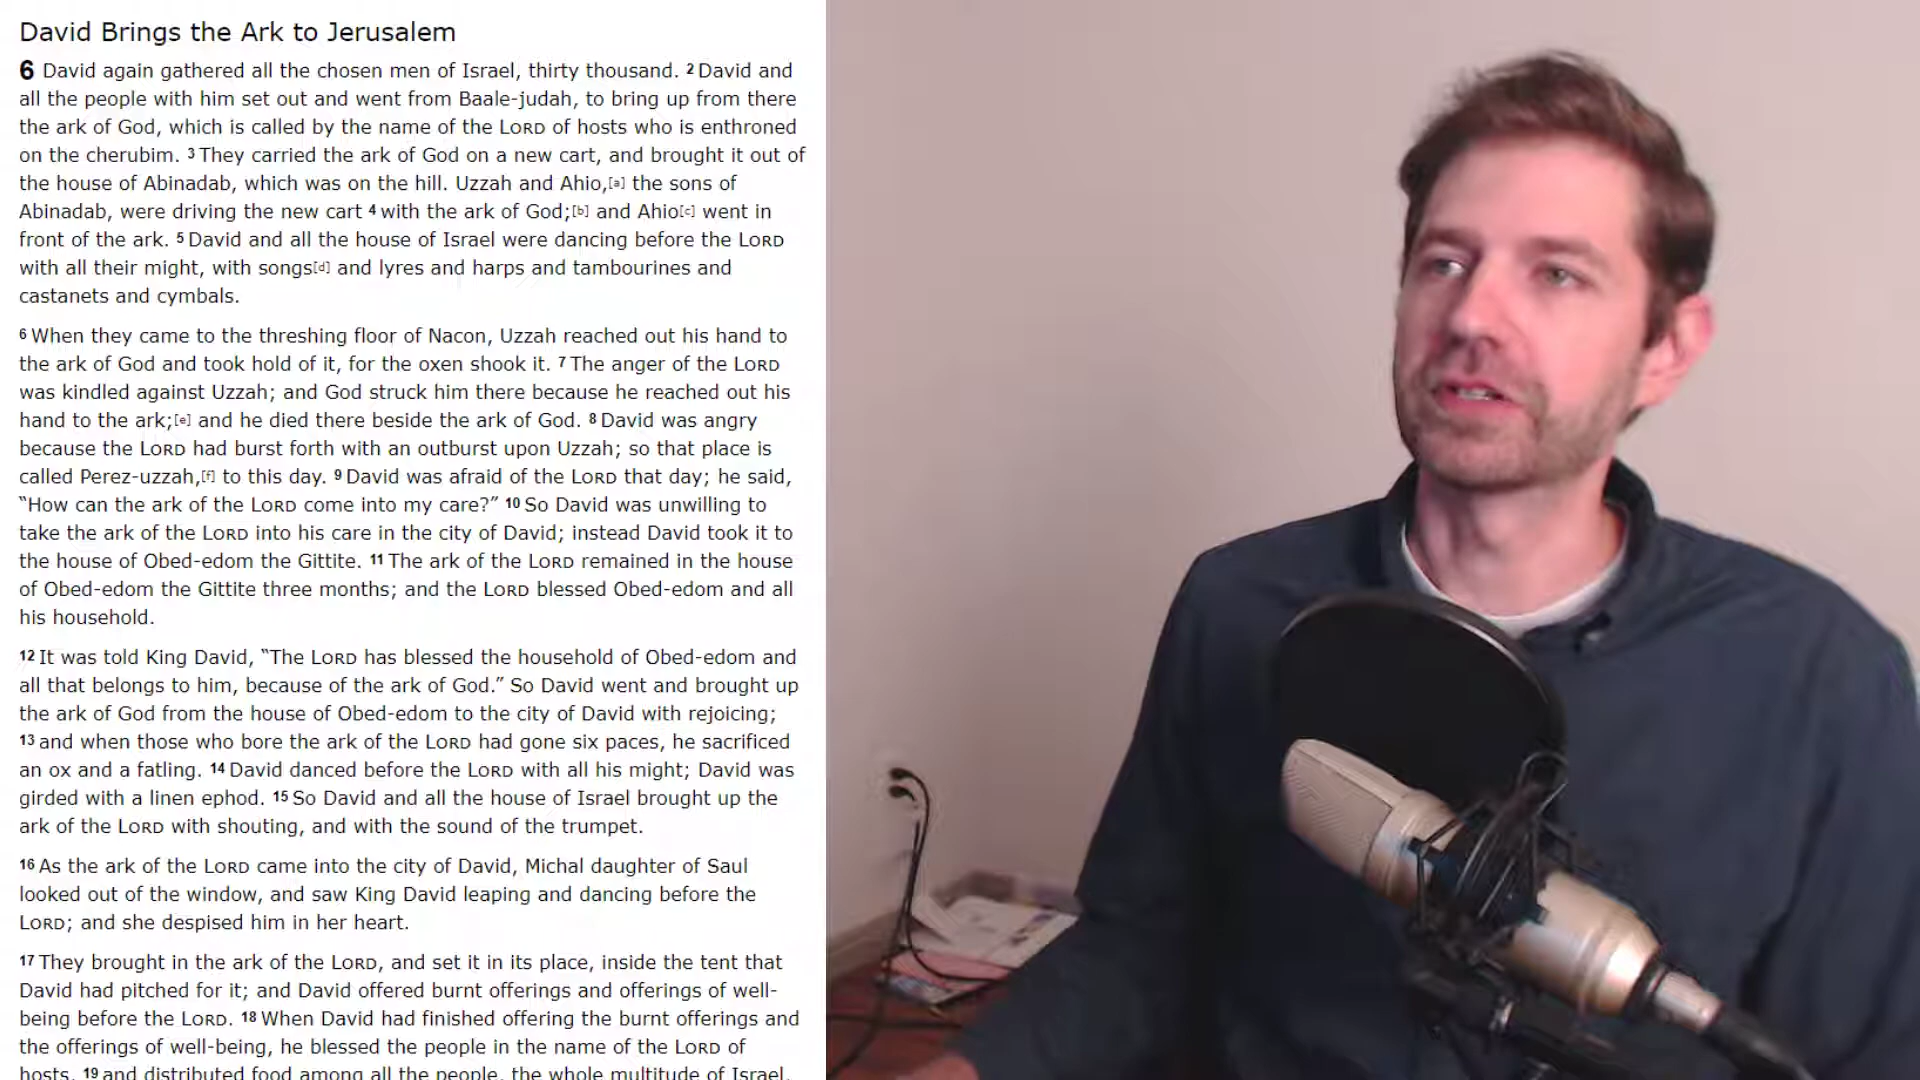 David Brings the Ark to Jerusalem
6 David again gathered all the chosen men of Israel, thirty thousand. 2 David and
all the people with him set out and went from Baale-judah, to bring up from there
the ark of God, which is called by the name of the LORD of hosts who is enthroned
on the cherubim. 3 They carried the ark of God on a new cart, and brought it out of
the house of Abinadab, which was on the hill. Uzzah and Ahio,[a] the sons of
Abinadab, were driving the new cart 4 with the ark of God;[b] and Ahio[c] went in
front of the ark. 5 David and all the house of Israel were dancing before the LORD
with all their might, with songs[d] and lyres and harps and tambourines and
castanets and cymbals.
6 When they came to the threshing floor of Nacon, Uzzah reached out his hand to
the ark of God and took hold of it, for the oxen shook it. 7 The anger of the LORD
was kindled against Uzzah; and God struck him there because he reached out his
hand to the ark;[e] and he died there beside the ark of God. 8 David was angry
because the LORD had burst forth with an outburst upon Uzzah; so that place is
called Perez-uzzah,[f] to this day. 9 David was afraid of the LORD that day; he said,
“How can the ark of the LORD come into my care?” 10 So David was unwilling to
take the ark of the LORD into his care in the city of David; instead David took it to
the house of Obed-edom the Gittite. 11 The ark of the LORD remained in the house
of Obed-edom the Gittite three months; and the LORD blessed Obed-edom and all
his household.
12 It was told King David, “The LORD has blessed the household of Obed-edom and
all that belongs to him, because of the ark of God.” So David went and brought up
the ark of God from the house of Obed-edom to the city of David with rejoicing;
13 and when those who bore the ark of the LORD had gone six paces, he sacrificed
an ox and a fatling. 14 David danced before the LORD with all his might; David was
girded with a linen ephod. 15 So David and all the house of Israel brought up the
ark of the LORD with shouting, and with the sound of the trumpet.
16 As the ark of the LORD came into the city of David, Michal daughter of Saul
looked out of the window, and saw King David leaping and dancing before the
LORD; and she despised him in her heart.
17 They brought in the ark of the LORD, and set it in its place, inside the tent that
David had pitched for it; and David offered burnt offerings and offerings of well-
being before the LORD. 18 When David had finished offering the burnt offerings and
the offerings of well-being, he blessed the people in the name of the LORD of
hosts, 19 and distributed food among all the people, the whole multitude of Israel,